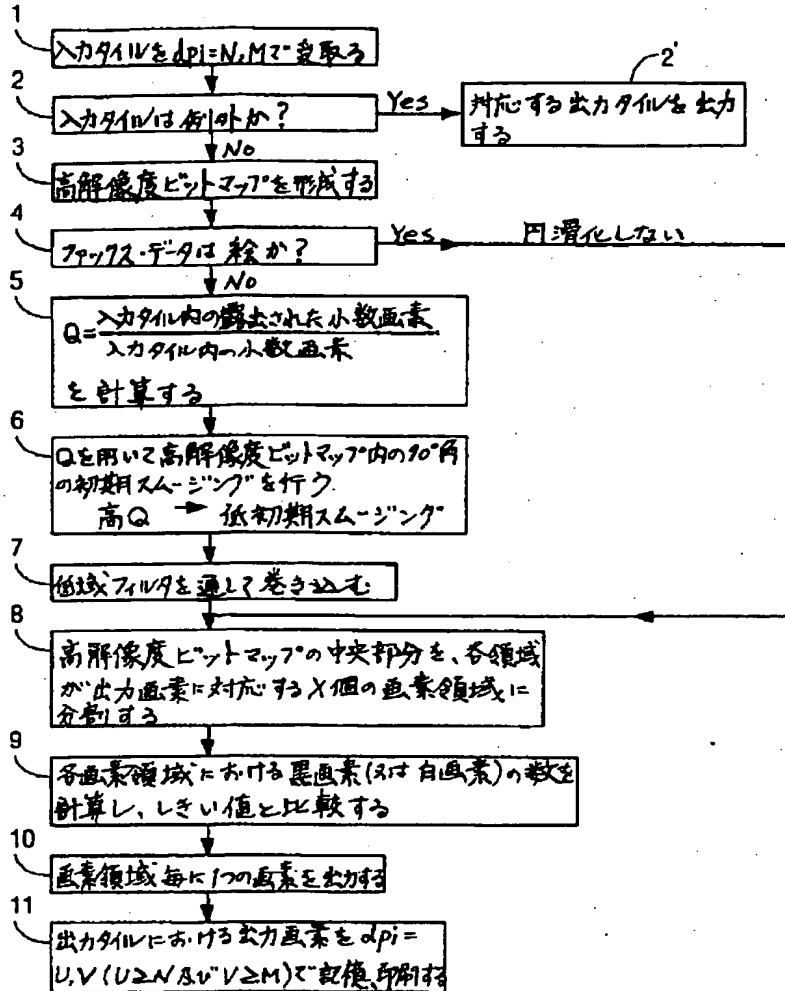 1
入力タイルをdpi=N,Mで受取る
2
入力タイルは例外か?
Yes
2'
対応する出力タイルを出力
する
No
3
高解像度ビットマップを形成する
4
ファックス・データは絵か?
Yes
円滑化しない
No
5
Q=入力タイル内の露出された小数画素
入力タイル内の小数画素
を計算する
6
Qを用いて高解像度ビットマップ内の90°角
の初期スムージングを行う
高Q → 低初期スムージング
7
低域フィルタを通して巻き込む
8
高解像度ビットマップの中央部分を、各領域
が出力画素に対応するX個の画素領域に
分割する
9
各画素領域における黒画素(又は白画素)の数を
計算し、しきい値と比較する
10
画素領域毎に1つの画素を出力する
11
出力タイルにおける出力画素をdpi=
U,V(U≥N及びV≥M)で記憶、印刷する